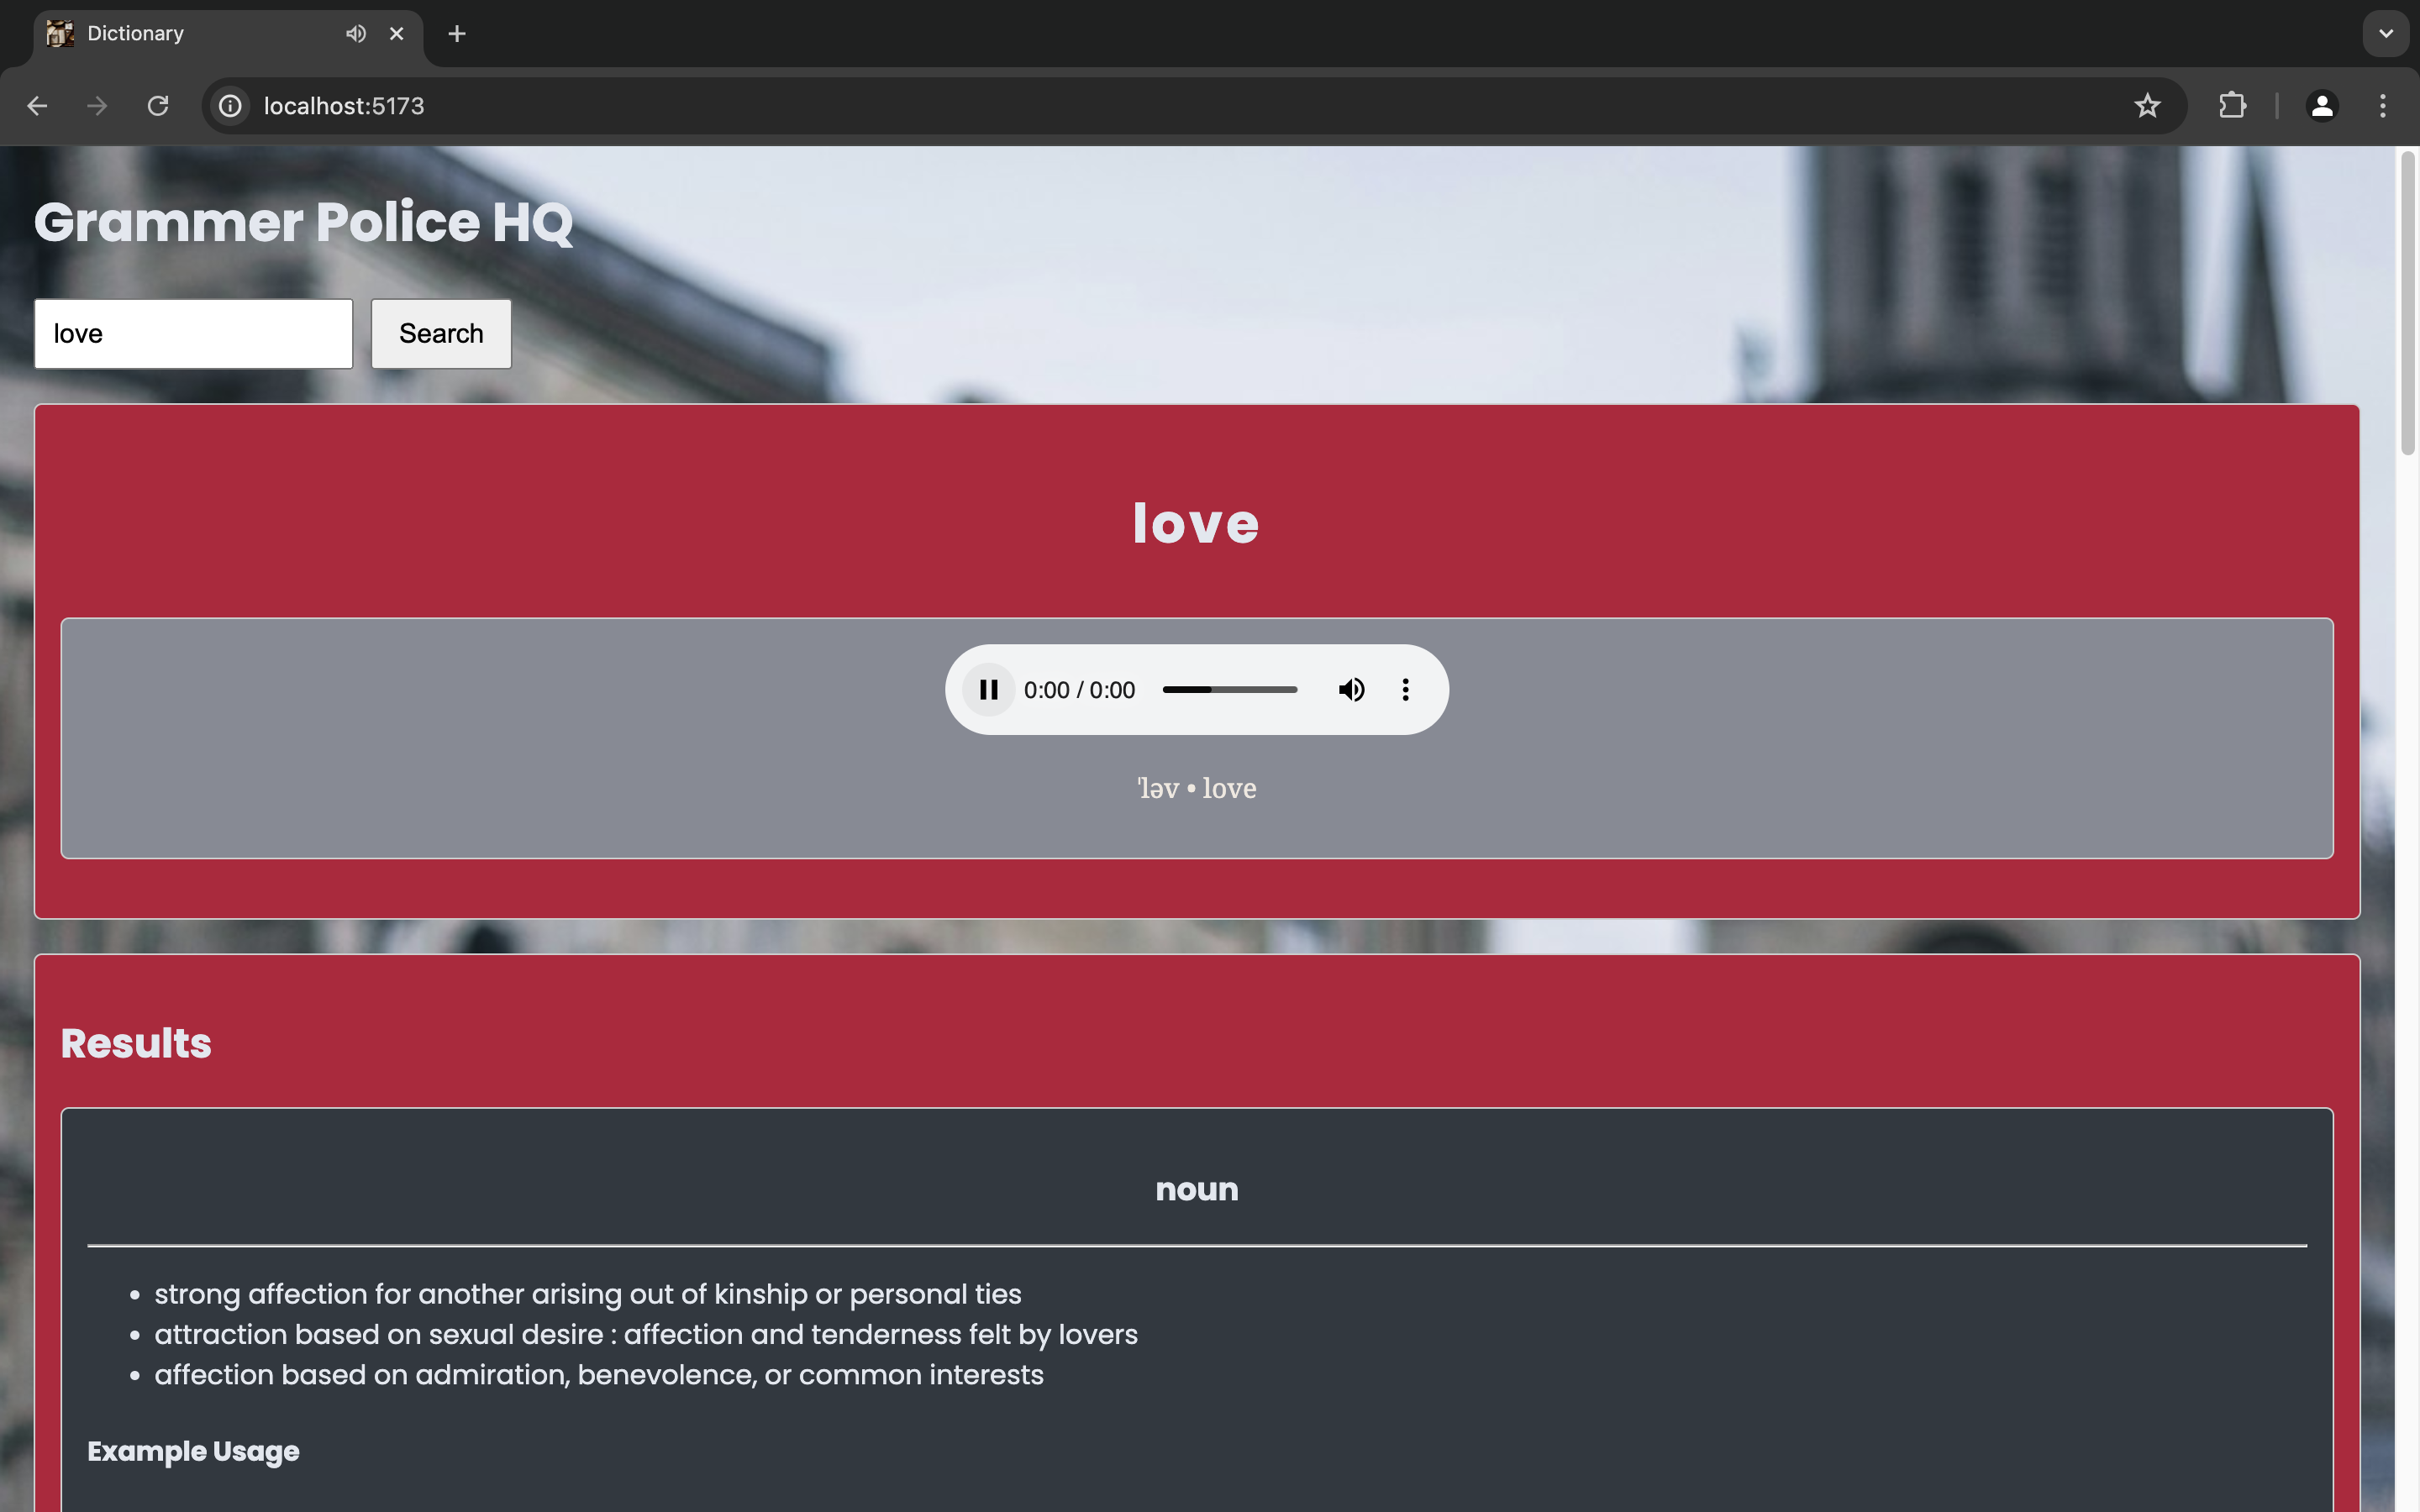 Dictionary
localhost:5173
Grammer Police HQ
love Search
love
0:00 / 0:00
ˈləv • love
Results
noun
• strong affection for another arising out of kinship or personal ties
• attraction based on sexual desire : affection and tenderness felt by lovers
• affection based on admiration, benevolence, or common interests
Example Usage